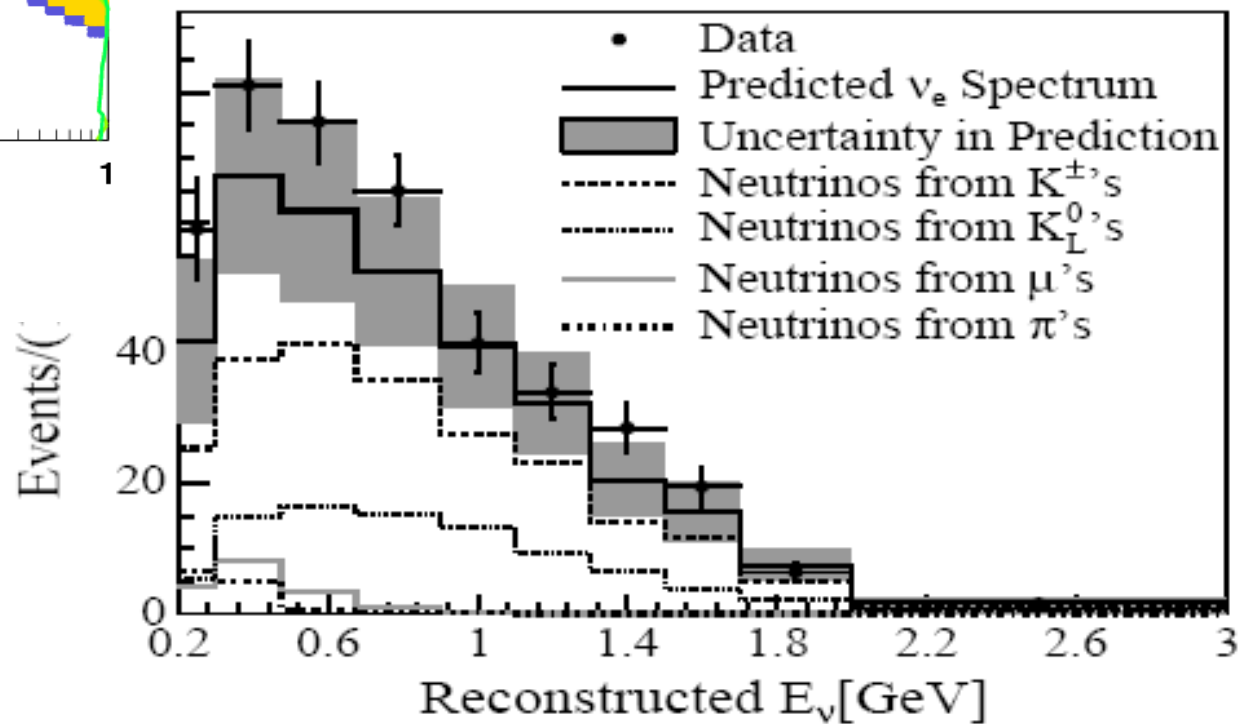 1
Data
Predicted νe Spectrum
Uncertainty in Prediction
Neutrinos from K±'s
Neutrinos from K0L's
Neutrinos from μ's
Neutrinos from π's
Events/(
40
20
0
0.2 0.6 1 1.4 1.8 2.2 2.6 3
Reconstructed Eν[GeV]